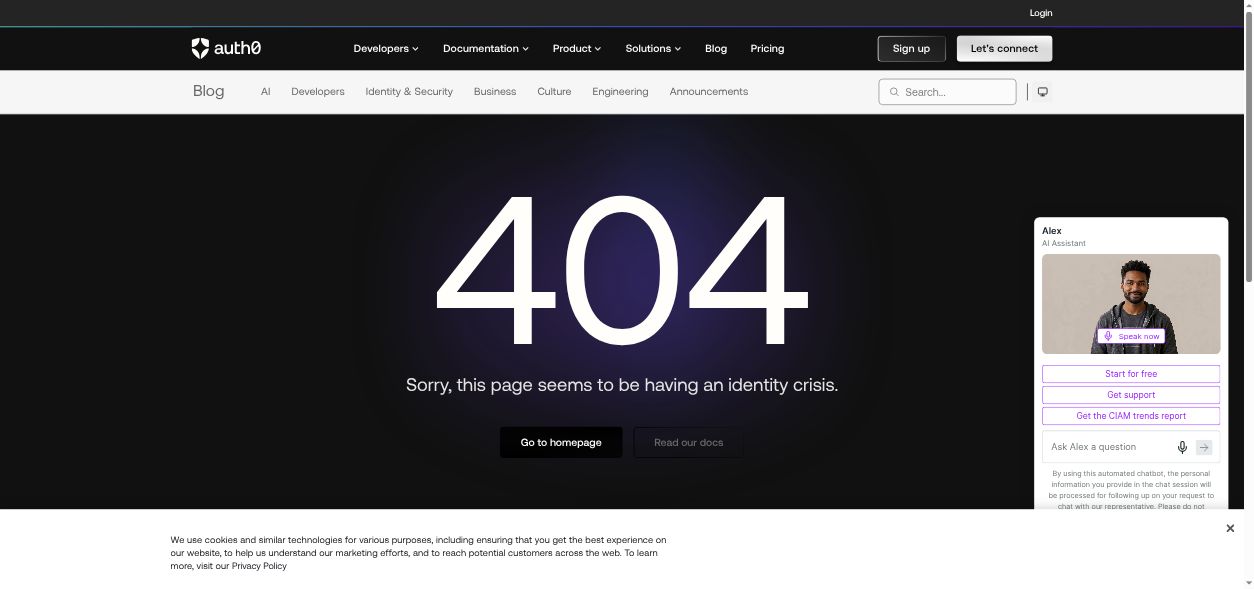 Login
auth0
Developers
Documentation
Product
Solutions
Blog
Pricing
Sign up
Let's connect
Blog
AI
Developers
Identity & Security
Business
Culture
Engineering
Announcements
Search...
404
Sorry, this page seems to be having an identity crisis.
Go to homepage
Read our docs
Alex
AI Assistant
Speak now
Start for free
Get support
Get the CIAM trends report
Ask Alex a question
By using this automated chatbot, the personal
information you provide in the chat session will
be processed for following up on your request to
chat with our representative. Please do not
We use cookies and similar technologies for various purposes, including ensuring that you get the best experience on
our website, to help us understand our marketing efforts, and to reach potential customers across the web. To learn
more, visit our Privacy Policy